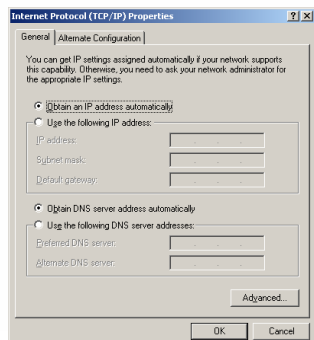 Internet Protocol (TCP/IP) Properties
General Alternate Configuration
You can get IP settings assigned automatically if your network supports
this capability. Otherwise, you need to ask your network administrator for
the appropriate IP settings.
Obtain an IP address automatically
Use the following IP address:
IP address:
Subnet mask:
Default gateway:
Obtain DNS server address automatically
Use the following DNS server addresses:
Preferred DNS server:
Alternate DNS server:
Advanced...
OK Cancel